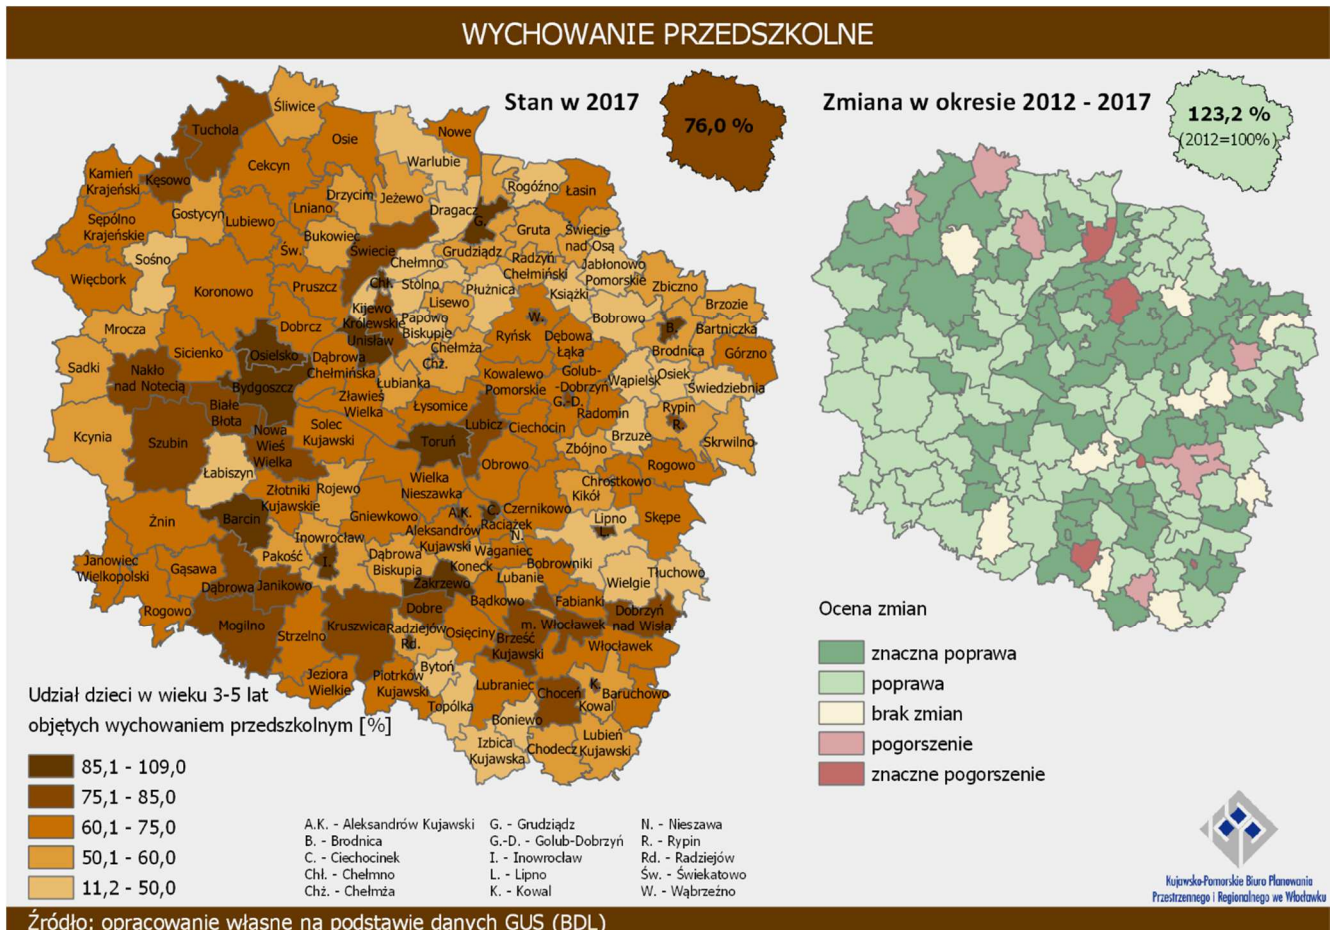 WYCHOWANIE PRZEDSZKOLNE
Stan w 2017
76,0 %
Zmiana w okresie 2012 - 2017
123,2 %
(2012=100%)
Śliwice
Tuchola
Osie
Nowe
Cekcyn
Warlubie
Kamień
Krajeński
Kęsowo
Rogóźno
Łasin
Drzycim
Jeżewo
Gostycyn
Lniano
Dragacz
Sępólno
Krajeńskie
Lubiewo
G.
Gruta
Świecie
nad Osą
Bukowiec
Św.
Świecie
Grudziądz
Radzyń
Chełmiński
Sośno
Chełmno
Jabłonowo
Pomorskie
Więcbork
Koronowo
Pruszcz
Chł.
Stolno
Płużnica
Książki
Zbiczno
Lisewo
Brzozie
Kijewo
Królewskie
Papowo
Biskupie
W.
Bobrowo
Mrocza
Dobrcz
Unisław
Ryńsk
Dębowa
Łąka
B.
Bartniczka
Sicienko
Osielsko
Dąbrowa
Chełmińska
Chełmża
Chż.
Brodnica
Górzno
Sadki
Nakło
nad Notecią
Bydgoszcz
Łubianka
Kowalewo
Pomorskie
Golub-
-Dobrzyń
G.-D.
Wąpielsk
Osiek
Świedziebnia
Białe
Błota
Zławieś
Wielka
Łysomice
Radomin
Rypin
R.
Kcynia
Szubin
Nowa
Wieś
Wielka
Solec
Kujawski
Toruń
Lubicz
Ciechocin
Brzuze
Skrwilno
Zbójno
Łabiszyn
Wielka
Nieszawka
Obrowo
Rogowo
Złotniki
Kujawskie
Rojewo
Chrostkowo
Kikół
Żnin
Barcin
Gniewkowo
A.K.
C.
Czernikowo
Lipno
L.
Skępe
Inowrocław
Aleksandrów
Kujawski
Raciążek
N.
Pakość
I.
Dąbrowa
Biskupia
Waganiec
Koneck
Bobrowniki
Tłuchowo
Janowiec
Wielkopolski
Gąsawa
Dąbrowa
Janikowo
Zakrzewo
Lubanie
Wielgie
Rogowo
Mogilno
Strzelno
Kruszwica
Dobre
Bądkowo
Fabianki
Dobrzyń
nad Wisłą
m. Włocławek
Radziejów
Rd.
Osięciny
Brześć
Kujawski
Włocławek
Jeziora
Wielkie
Piotrków
Kujawski
Bytoń
Lubraniec
Choceń
K.
Kowal
Baruchowo
Topólka
Boniewo
Izbica
Kujawska
Chodecz
Lubień
Kujawski
Udział dzieci w wieku 3-5 lat
objętych wychowaniem przedszkolnym [%]
85,1 - 109,0
75,1 - 85,0
60,1 - 75,0
50,1 - 60,0
11,2 - 50,0
A.K. - Aleksandrów Kujawski
B. - Brodnica
C. - Ciechocinek
Chł. - Chełmno
Chż. - Chełmża
G. - Grudziądz
G.-D. - Golub-Dobrzyń
I. - Inowrocław
L. - Lipno
K. - Kowal
N. - Nieszawa
R. - Rypin
Rd. - Radziejów
Św. - Świekatowo
W. - Wąbrzeźno
Ocena zmian
znaczna poprawa
poprawa
brak zmian
pogorszenie
znaczne pogorszenie
Kujawsko-Pomorskie Biuro Planowania
Przestrzennego i Regionalnego we Włocławku
Źródło: opracowanie własne na podstawie danych GUS (BDL)